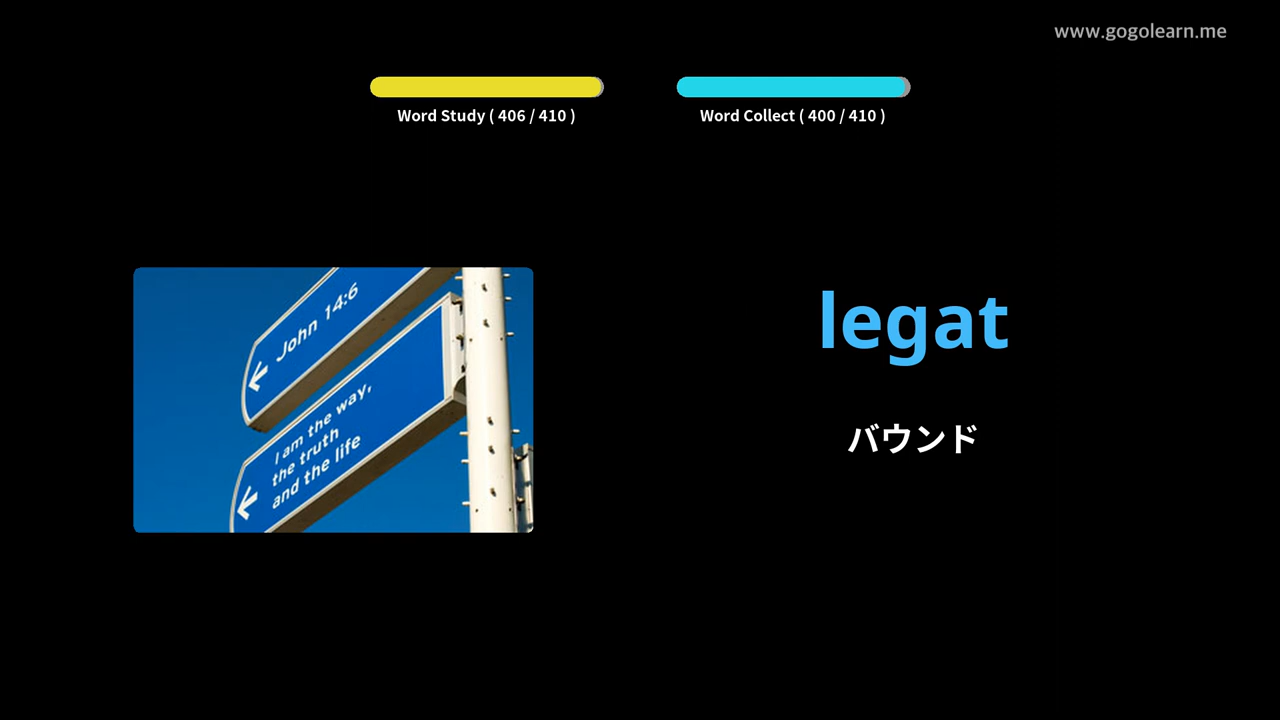 www.gogolearn.me
Word Study ( 406 / 410 )
Word Collect ( 400 / 410 )
John 14:6
I am the way,
the truth
and the life
legat
バウンド